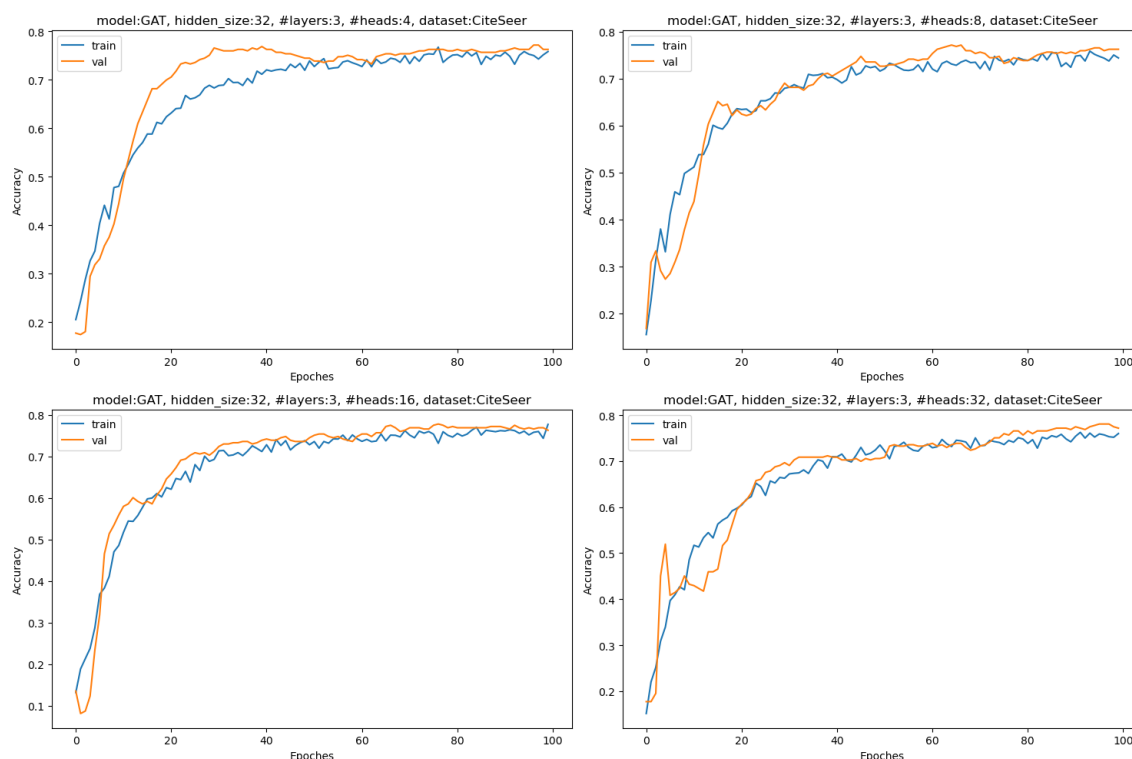 model:GAT, hidden_size:32, #layers:3, #heads:4, dataset:CiteSeer
train
val
Accuracy
0.8
0.7
0.6
0.5
0.4
0.3
0.2
0 20 40 60 80 100
Epoches
model:GAT, hidden_size:32, #layers:3, #heads:8, dataset:CiteSeer
train
val
Accuracy
0.8
0.7
0.6
0.5
0.4
0.3
0.2
0 20 40 60 80 100
Epoches
model:GAT, hidden_size:32, #layers:3, #heads:16, dataset:CiteSeer
train
val
Accuracy
0.8
0.7
0.6
0.5
0.4
0.3
0.2
0.1
0 20 40 60 80 100
Epoches
model:GAT, hidden_size:32, #layers:3, #heads:32, dataset:CiteSeer
train
val
Accuracy
0.8
0.7
0.6
0.5
0.4
0.3
0.2
0 20 40 60 80 100
Epoches